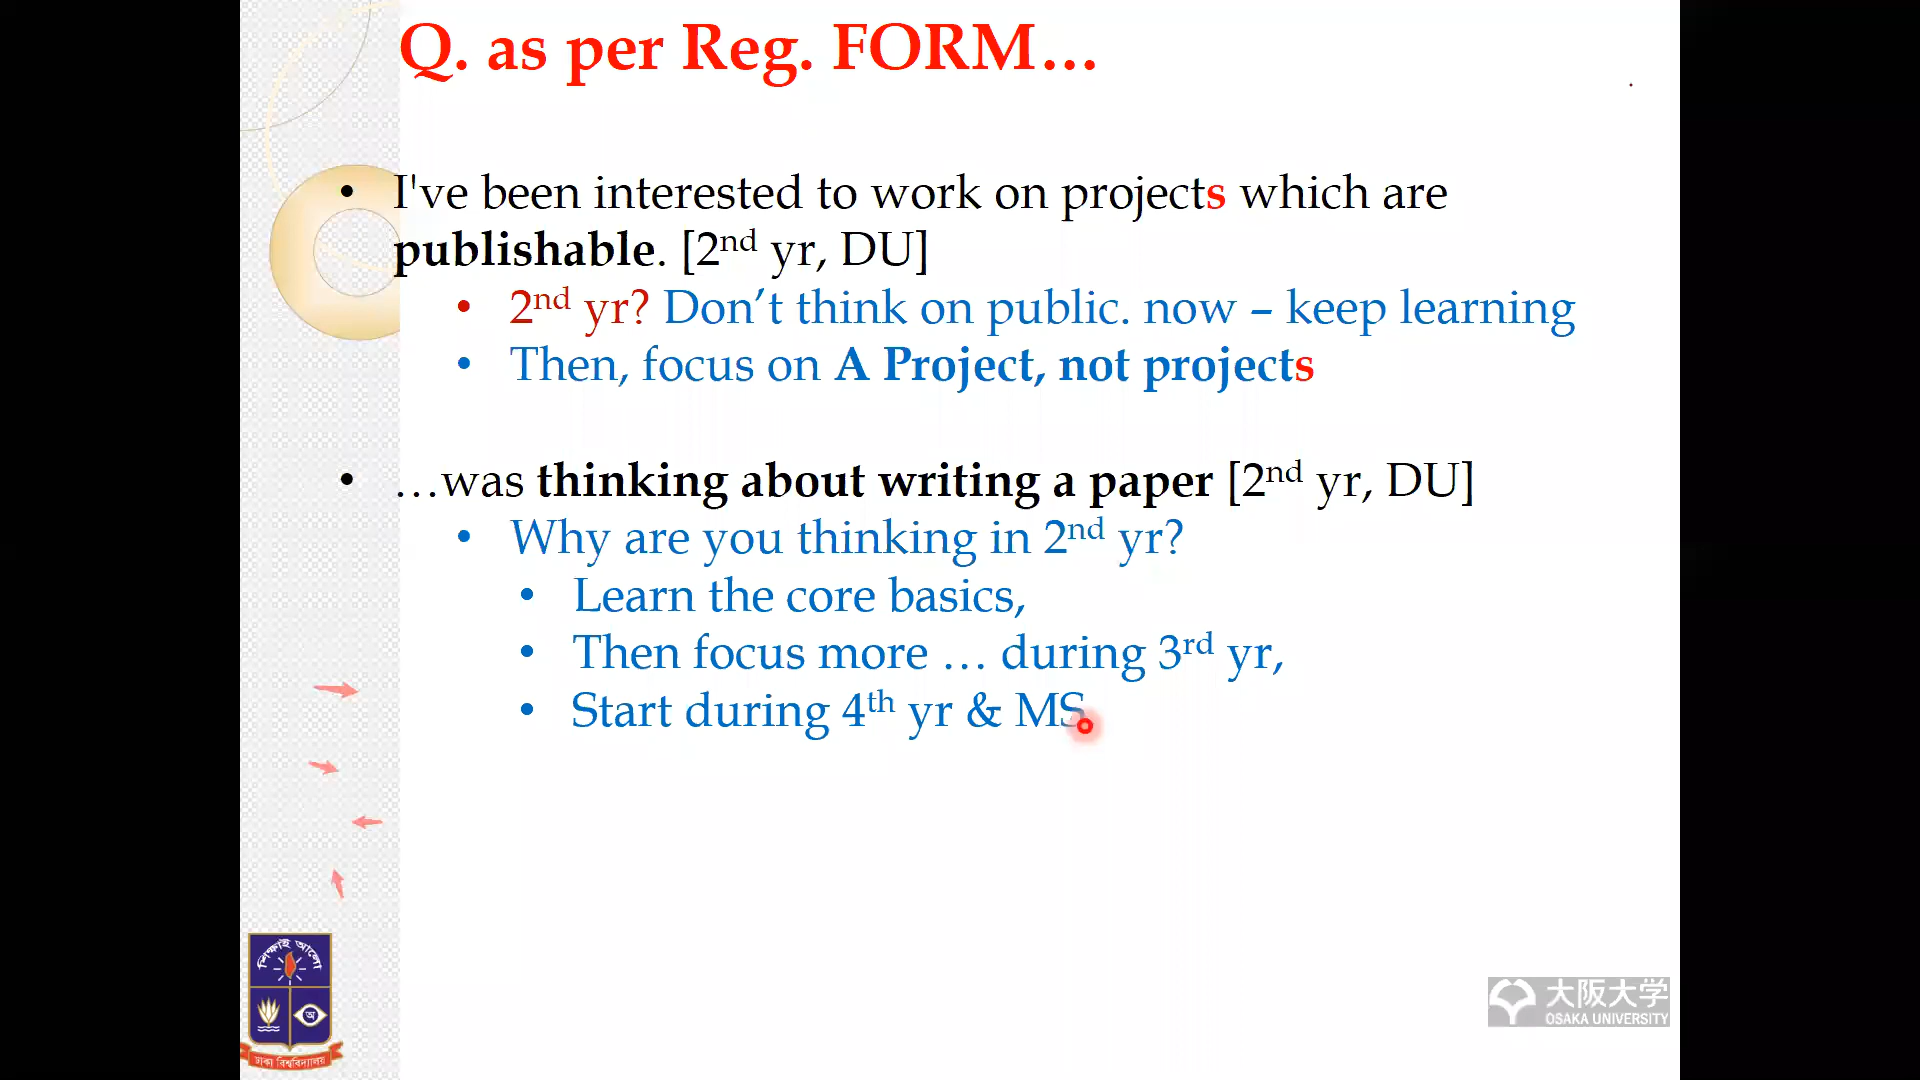 Q. as per Reg. FORM…
• I've been interested to work on projects which are
publishable. [2nd yr, DU]
• 2nd yr? Don’t think on public. now – keep learning
• Then, focus on A Project, not projects
• …was thinking about writing a paper [2nd yr, DU]
• Why are you thinking in 2nd yr?
• Learn the core basics,
• Then focus more … during 3rd yr,
• Start during 4th yr & MS
শিক্ষাই আলো
অ
ঢাকা বিশ্ববিদ্যালয়
大阪大学
OSAKA UNIVERSITY